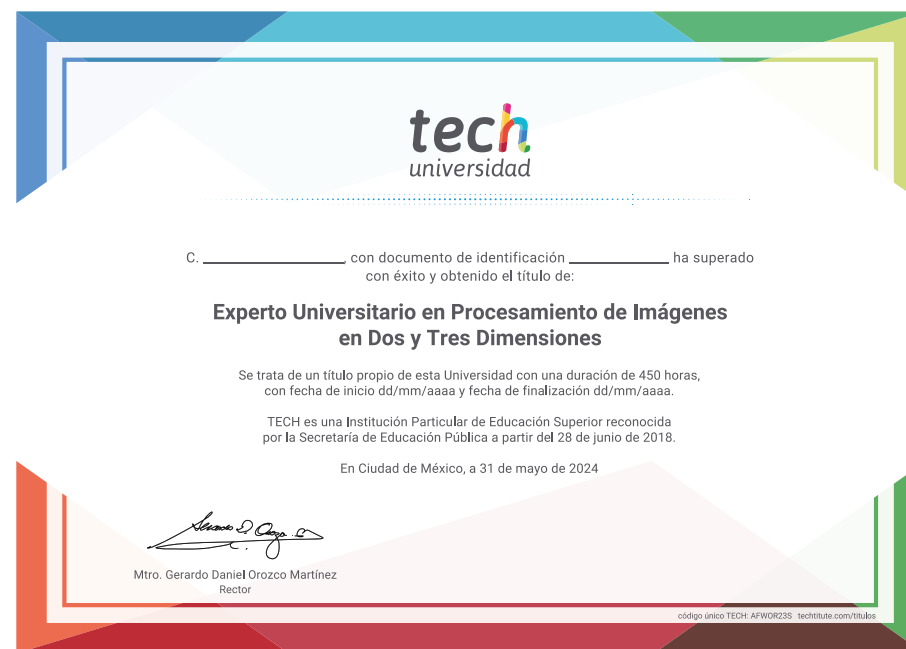 tech
universidad
C. , con documento de identificación ha superado
con éxito y obtenido el título de:
Experto Universitario en Procesamiento de Imágenes
en Dos y Tres Dimensiones
Se trata de un título propio de esta Universidad con una duración de 450 horas,
con fecha de inicio dd/mm/aaaa y fecha de finalización dd/mm/aaaa.
TECH es una Institución Particular de Educación Superior reconocida
por la Secretaría de Educación Pública a partir del 28 de junio de 2018.
En Ciudad de México, a 31 de mayo de 2024
Mtro. Gerardo Daniel Orozco Martínez
Rector
código único TECH: AFWOR23S techtitute.com/titulos